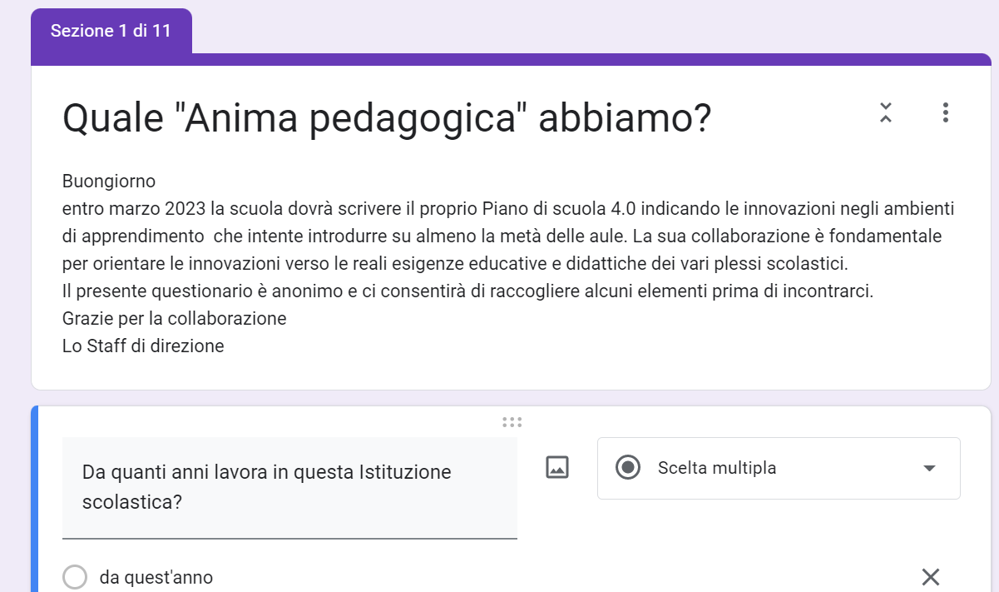 Sezione 1 di 11
Quale "Anima pedagogica" abbiamo?
Buongiorno
entro marzo 2023 la scuola dovrà scrivere il proprio Piano di scuola 4.0 indicando le innovazioni negli ambienti
di apprendimento  che intente introdurre su almeno la metà delle aule. La sua collaborazione è fondamentale
per orientare le innovazioni verso le reali esigenze educative e didattiche dei vari plessi scolastici.
Il presente questionario è anonimo e ci consentirà di raccogliere alcuni elementi prima di incontrarci.
Grazie per la collaborazione
Lo Staff di direzione
Da quanti anni lavora in questa Istituzione
scolastica?
Scelta multipla
da quest'anno